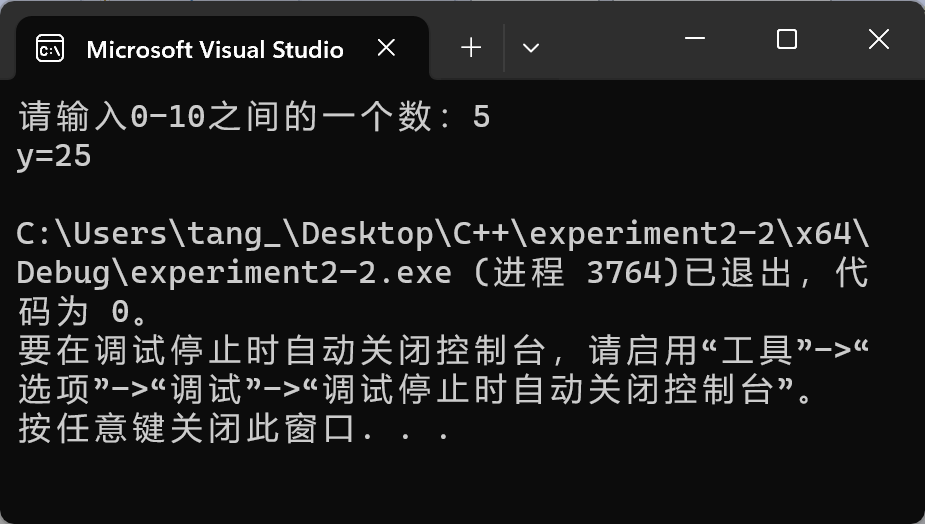 Microsoft Visual Studio
请输入0-10之间的一个数：5
y=25
C:\Users\tang_\Desktop\C++\experiment2-2\x64\
Debug\experiment2-2.exe (进程 3764)已退出，代
码为 0。
要在调试停止时自动关闭控制台，请启用“工具”->“
选项”->“调试”->“调试停止时自动关闭控制台”。
按任意键关闭此窗口. . .